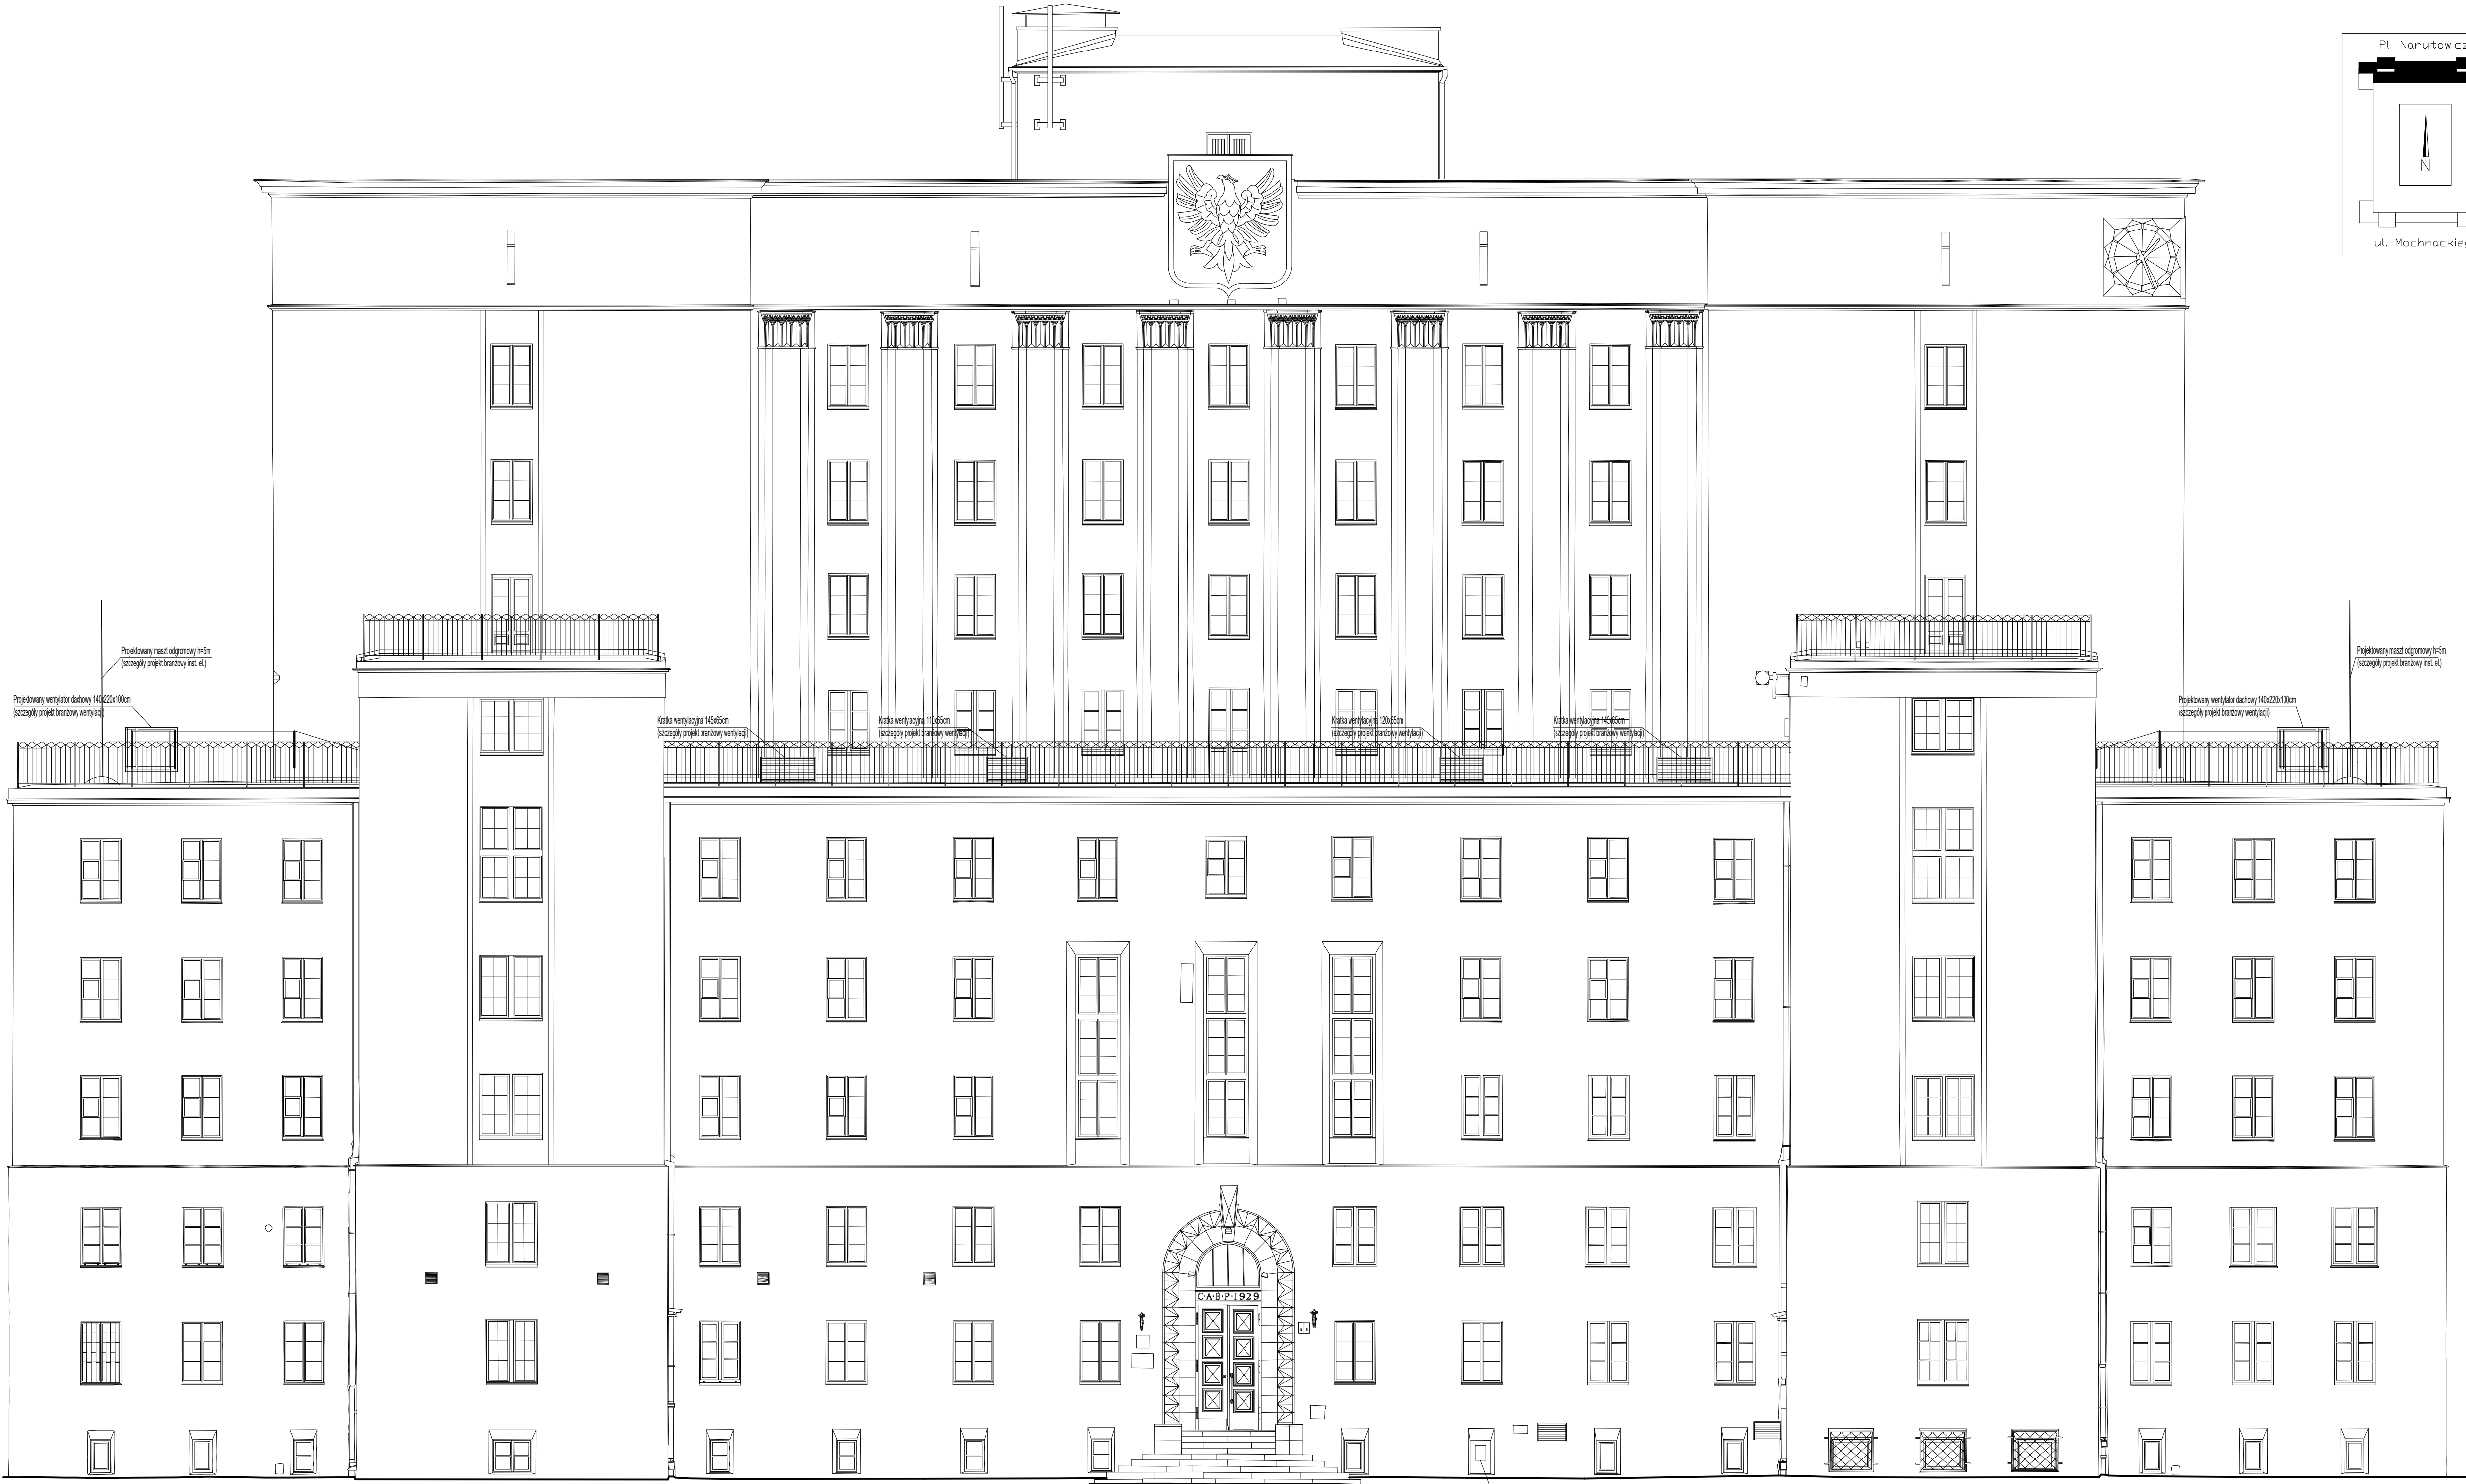 Pl. Narutowicz
N
ul. Mochnackieg
Projektowany maszt odgromowy h=5m
(szczegóły projekt branżowy inst. el.)
Projektowany wentylator dachowy 140x220x100cm
(szczegóły projekt branżowy wentylacji)
Kratka wentylacyjna 145x65cm
(szczegóły projekt branżowy wentylacji)
Kratka wentylacyjna 110x65cm
(szczegóły projekt branżowy wentylacji)
Kratka wentylacyjna 120x65cm
(szczegóły projekt branżowy wentylacji)
Kratka wentylacyjna 145x65cm
(szczegóły projekt branżowy wentylacji)
Projektowany maszt odgromowy h=5m
(szczegóły projekt branżowy inst. el.)
Projektowany wentylator dachowy 140x220x100cm
(szczegóły projekt branżowy wentylacji)
C·A·B·P·1929